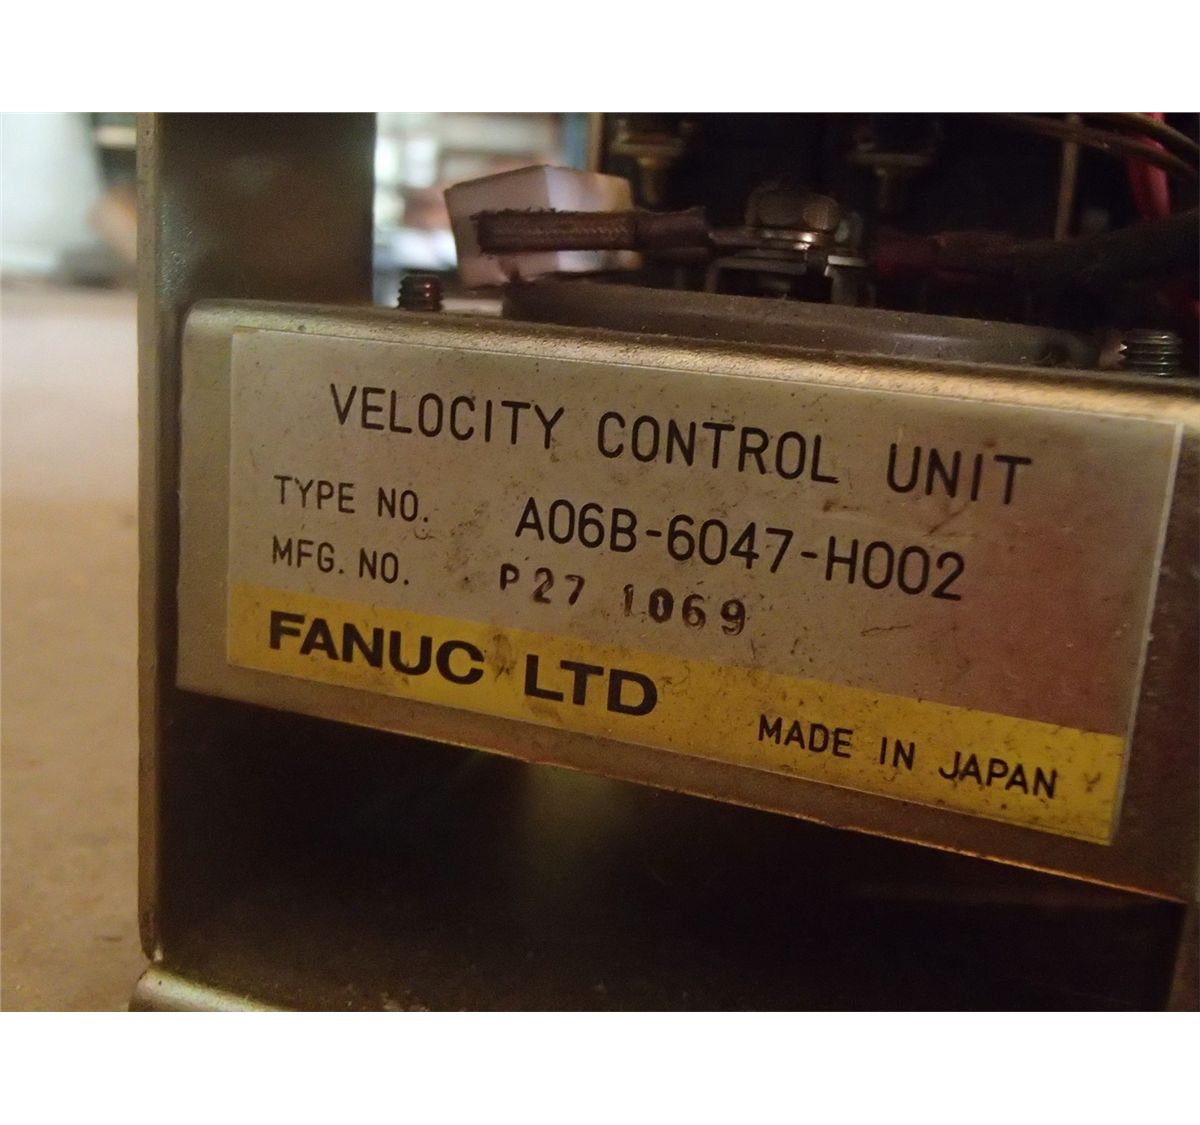 VELOCITY CONTROL UNIT
TYPE NO. A06B-6047-H002
MFG. NO. P27 1069
FANUC LTD MADE IN JAPAN